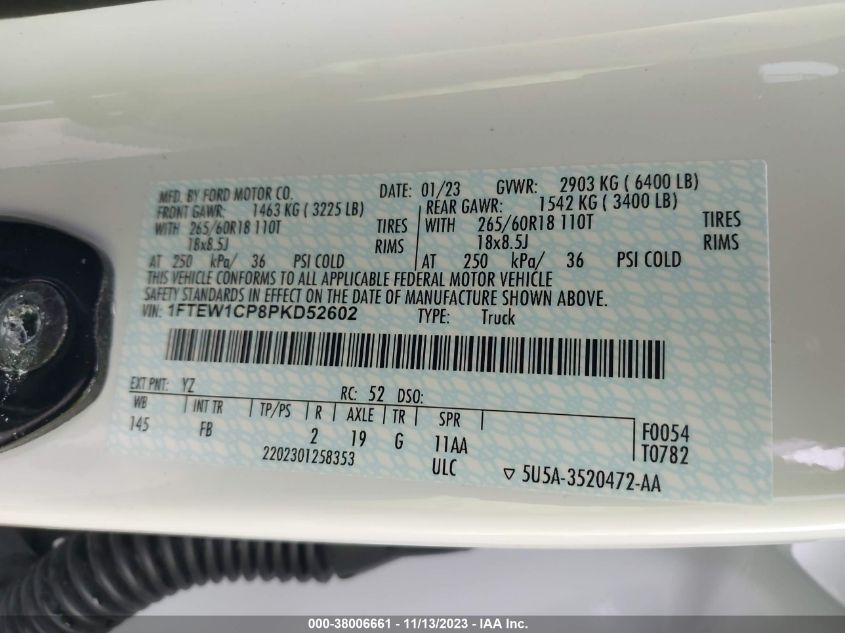 MFD. BY FORD MOTOR CO. DATE: 01/23 GVWR: 2903 KG ( 6400 LB)
FRONT GAWR: 1463 KG ( 3225 LB) REAR GAWR: 1542 KG ( 3400 LB)
WITH 265/60R18 110T TIRES WITH 265/60R18 110T TIRES
18x8.5J RIMS 18x8.5J RIMS
AT 250 kPa/ 36 PSI COLD AT 250 kPa/ 36 PSI COLD
THIS VEHICLE CONFORMS TO ALL APPLICABLE FEDERAL MOTOR VEHICLE
SAFETY STANDARDS IN EFFECT ON THE DATE OF MANUFACTURE SHOWN ABOVE.
VIN: 1FTEW1CP8PKD52602 TYPE: Truck
EXT PNT: YZ RC: 52 DSO:
WB INT TR TP/PS R AXLE TR SPR
145 FB 2 19 G 11AA F0054
2202301258353 ULC T0782
5U5A-3520472-AA
000-38006661 - 11/13/2023 - IAA Inc.